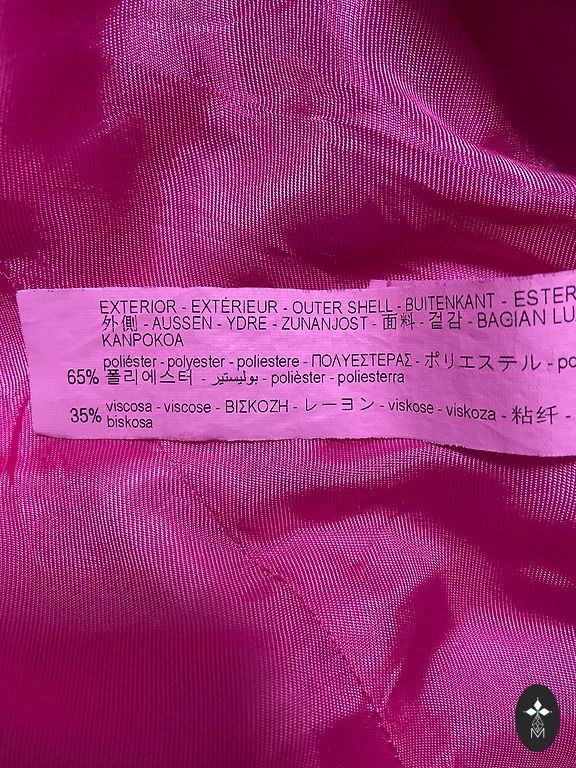 EXTERIOR - EXTÉRIEUR - OUTER SHELL - BUITENKANT - ESTER
外側 - AUSSEN - YDRE - ZUNANJOST - 面料 - 겉감 - BAGIAN LU
KANPOKOA
poliéster - polyester - poliestere - ΠΟΛΥΕΣΤΕΡΑΣ - ポリエステル - po
65% 폴리에스터 - بوليستير - polièster - poliesterra
35% viscosa - viscose - ΒΙΣΚΟΖΗ - レーヨン - viskose - viskoza - 粘纤 -
biskosa
M